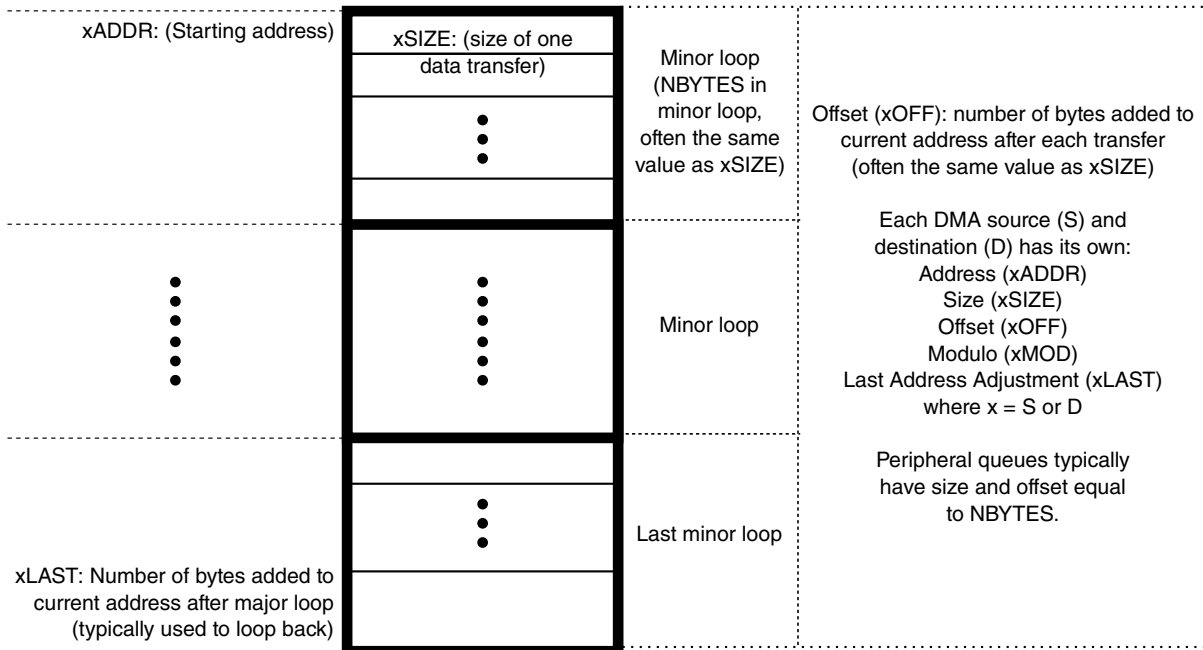 xADDR: (Starting address)
xSIZE: (size of one
data transfer)
Minor loop
(NBYTES in
minor loop,
often the same
value as xSIZE)
Offset (xOFF): number of bytes added to
current address after each transfer
(often the same value as xSIZE)
Each DMA source (S) and
destination (D) has its own:
Address (xADDR)
Size (xSIZE)
Offset (xOFF)
Modulo (xMOD)
Last Address Adjustment (xLAST)
where x = S or D
Peripheral queues typically
have size and offset equal
to NBYTES.
Minor loop
xLAST: Number of bytes added to
current address after major loop
(typically used to loop back)
Last minor loop